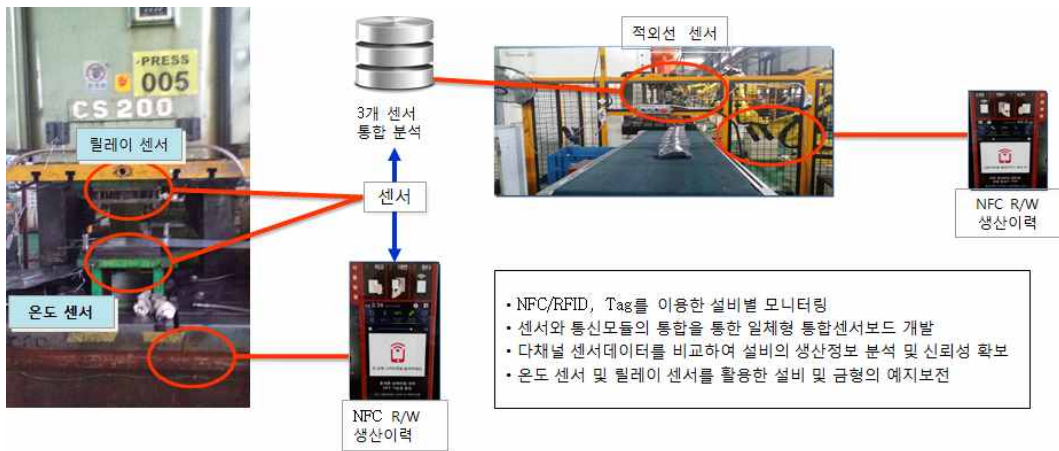 PRESS
005
CS200
릴레이 센서
온도 센서
3개 센서
통합 분석
센서
NFC R/W
생산이력
적외선 센서
NFC R/W
생산이력
• NFC/RFID, Tag를 이용한 설비별 모니터링
• 센서와 통신모듈의 통합을 통한 일체형 통합센서보드 개발
• 다채널 센서데이터를 비교하여 설비의 생산정보 분석 및 신뢰성 확보
• 온도 센서 및 릴레이 센서를 활용한 설비 및 금형의 예지보전